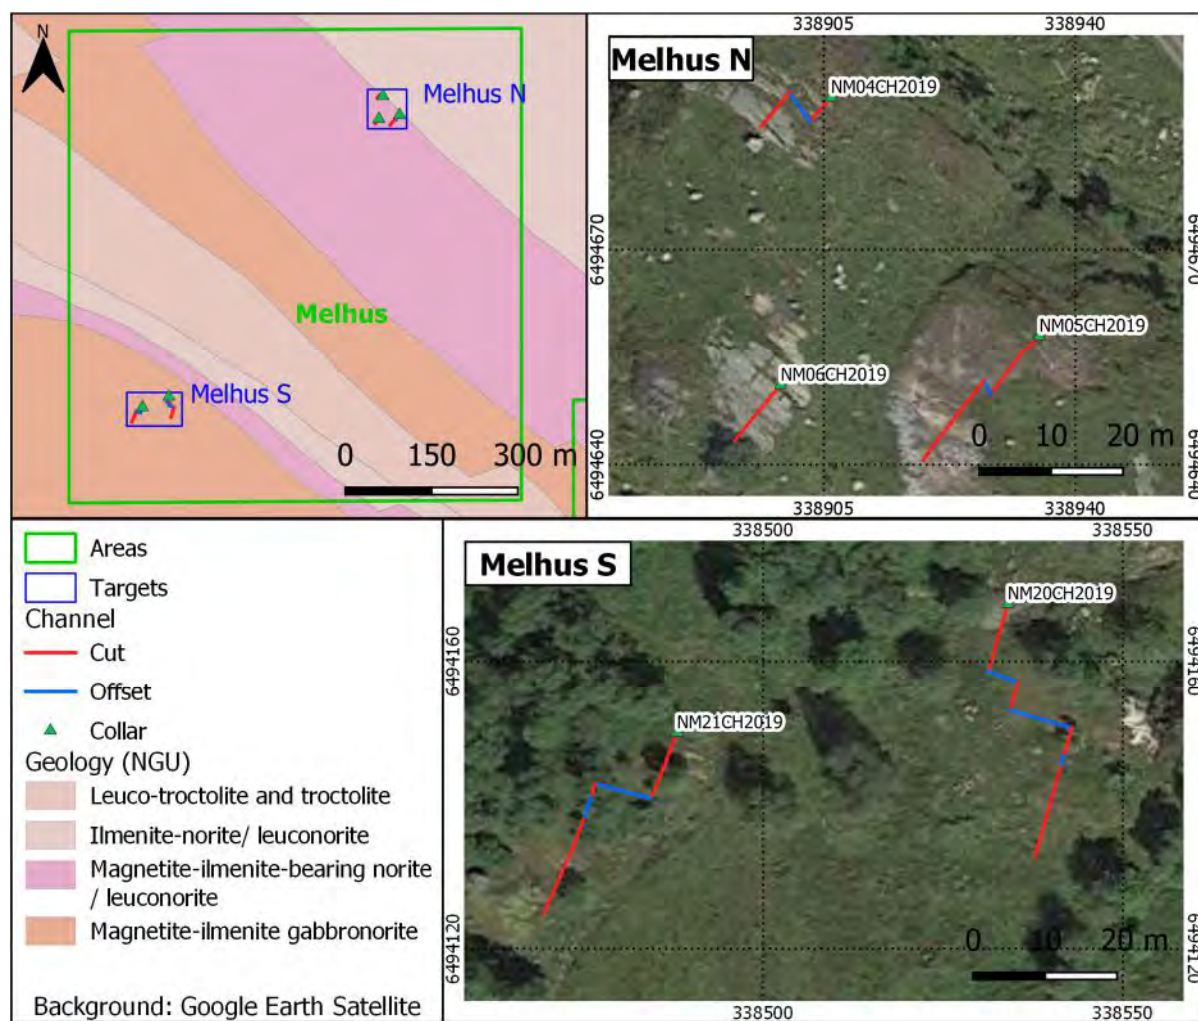 N
Melhus N
Melhus
Melhus S
0 150 300 m
Melhus N
338905 338940
NM04CH2019
6494670 6494670
NM05CH2019
NM06CH2019
0 10 20 m
6494640 6494640
338905 338940
Areas
Targets
Channel
Cut
Offset
Collar
Geology (NGU)
Leuco-troctolite and troctolite
Ilmenite-norite/ leuconorite
Magnetite-ilmenite-bearing norite
/ leuconorite
Magnetite-ilmenite gabbronorite
Background: Google Earth Satellite
338500 338550
Melhus S
NM20CH2019
6494160 6494160
NM21CH2019
0 10 20 m
6494120 6494120
338500 338550